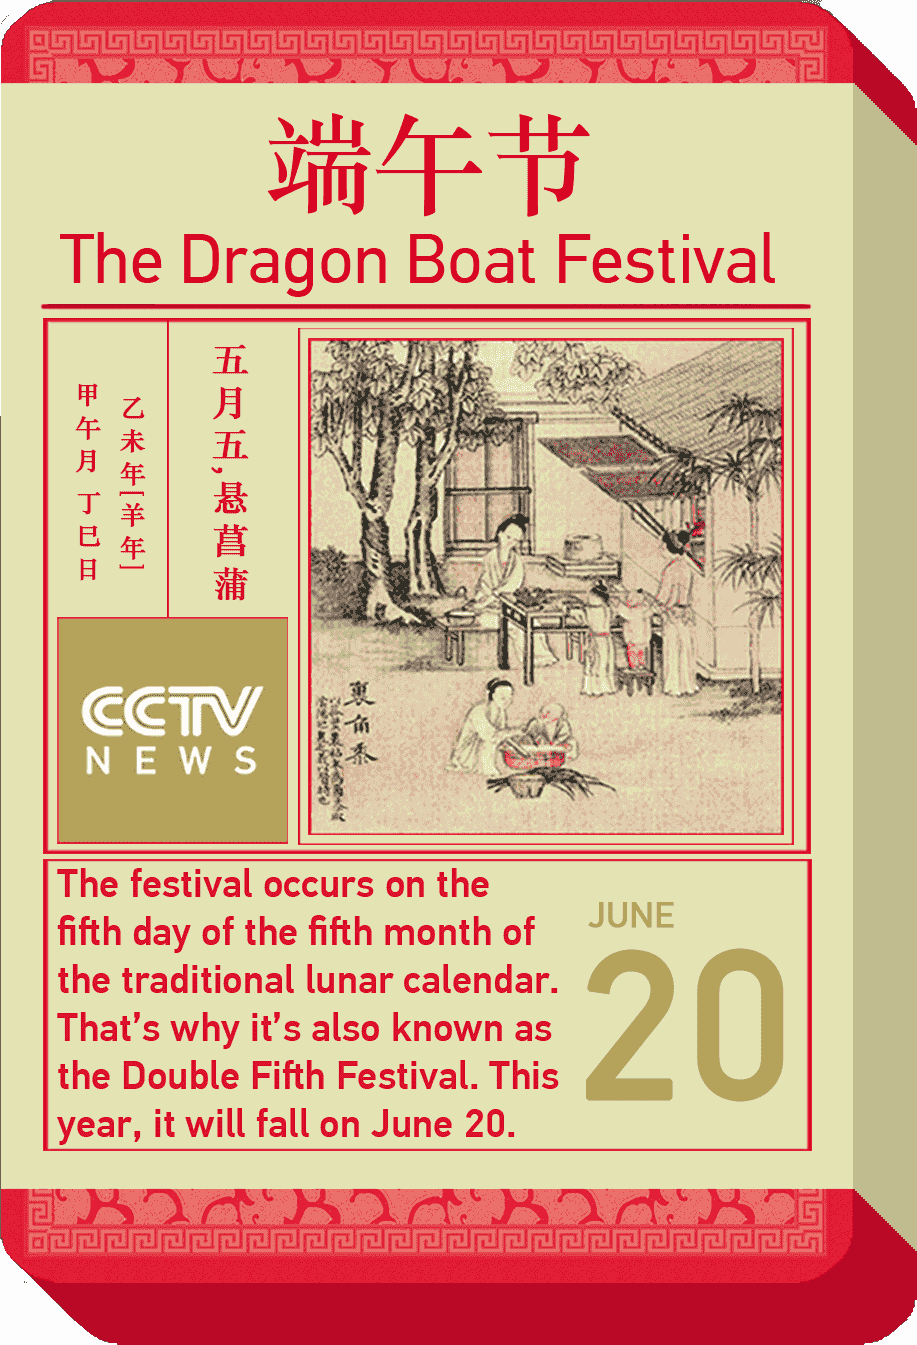 端午节
The Dragon Boat Festival
乙未年[羊年]
甲午月 丁巳日
五月五,悬菖蒲
裹角黍
CCTV
NEWS
The festival occurs on the
fifth day of the fifth month of
the traditional lunar calendar.
That's why it's also known as
the Double Fifth Festival. This
year, it will fall on June 20.
JUNE
20